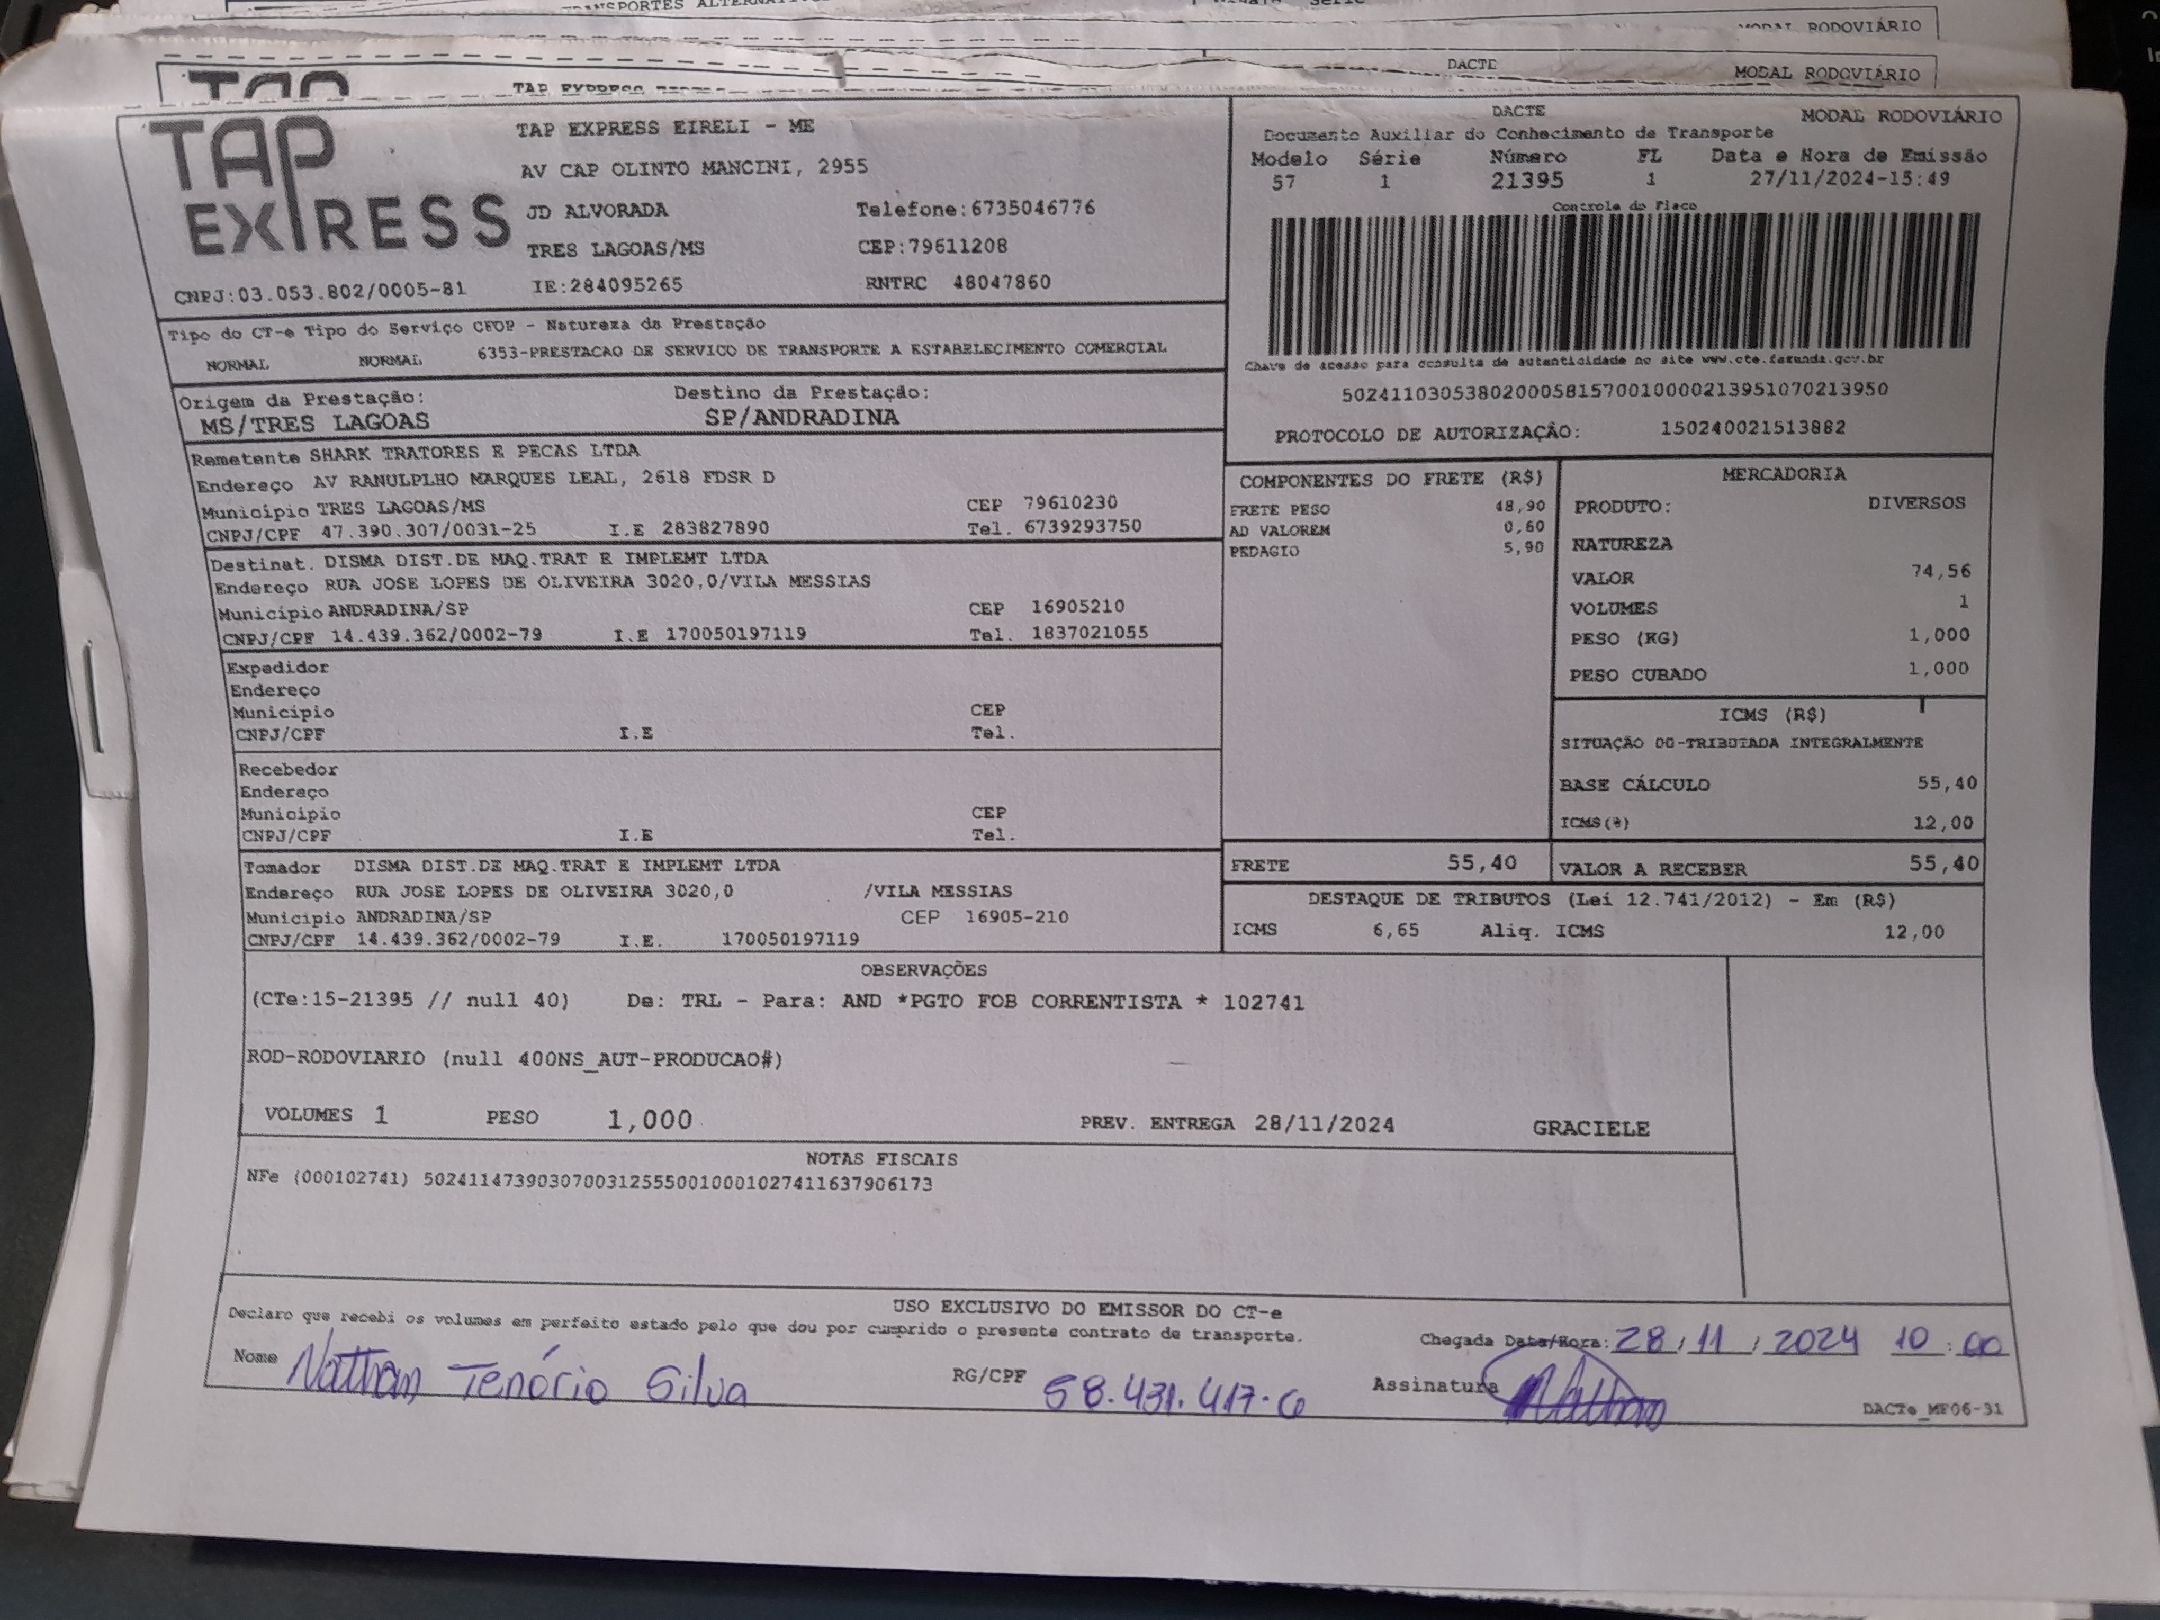 MODAL RODOVIÁRIO
DACTE MODAL RODOVIÁRIO
TAP EXPRESS
TAP EXPRESS EIRELI - ME
AV CAP OLINTO MANCINI, 2955
JD ALVORADA Telefone:6735046776
TRES LAGOAS/MS CEP:79611208
CNPJ:03.053.802/0005-81 IE:284095265 RNTRC 48047860
DACTE MODAL RODOVIÁRIO
Documento Auxiliar do Conhecimento de Transporte
Modelo Série Número FL Data e Hora de Emissão
57 1 21395 1 27/11/2024-15:49
Controle do Fisco
Chave de acesso para consulta de autenticidade no site www.cte.fazenda.gov.br
50241103053802000581570010000213951070213950
PROTOCOLO DE AUTORIZAÇÃO: 150240021513882
Tipo do CT-e Tipo do Serviço CFOP - Natureza da Prestação
NORMAL NORMAL 6353-PRESTACAO DE SERVICO DE TRANSPORTE A ESTABELECIMENTO COMERCIAL
Origem da Prestação: Destino da Prestação:
MS/TRES LAGOAS SP/ANDRADINA
Remetente SHARK TRATORES E PECAS LTDA
Endereço AV RANULPLHO MARQUES LEAL, 2618 FDSR D
Município TRES LAGOAS/MS CEP 79610230
CNPJ/CPF 47.390.307/0031-25 I.E 283827890 Tel. 6739293750
Destinat. DISMA DIST.DE MAQ.TRAT E IMPLEMT LTDA
Endereço RUA JOSE LOPES DE OLIVEIRA 3020,0/VILA MESSIAS
Município ANDRADINA/SP CEP 16905210
CNPJ/CPF 14.439.362/0002-79 I.E 170050197119 Tel. 1837021055
Expedidor
Endereço
Município CEP
CNPJ/CPF I.E Tel.
Recebedor
Endereço
Município CEP
CNPJ/CPF I.E Tel.
Tomador DISMA DIST.DE MAQ.TRAT E IMPLEMT LTDA
Endereço RUA JOSE LOPES DE OLIVEIRA 3020,0 /VILA MESSIAS
Município ANDRADINA/SP CEP 16905-210
CNPJ/CPF 14.439.362/0002-79 I.E. 170050197119
COMPONENTES DO FRETE (R$)
FRETE PESO 48,90
AD VALOREM 0,60
PEDAGIO 5,90
MERCADORIA
PRODUTO: DIVERSOS
NATUREZA
VALOR 74,56
VOLUMES 1
PESO (KG) 1,000
PESO CUBADO 1,000
ICMS (R$)
SITUAÇÃO 00-TRIBUTADA INTEGRALMENTE
BASE CÁLCULO 55,40
ICMS(%) 12,00
FRETE 55,40 VALOR A RECEBER 55,40
DESTAQUE DE TRIBUTOS (Lei 12.741/2012) - Em (R$)
ICMS 6,65 Aliq. ICMS 12,00
OBSERVAÇÕES
(CTe:15-21395 // null 40) De: TRL - Para: AND *PGTO FOB CORRENTISTA * 102741
ROD-RODOVIARIO (null 400NS_AUT-PRODUCAO#)
VOLUMES 1 PESO 1,000 PREV. ENTREGA 28/11/2024 GRACIELE
NOTAS FISCAIS
NFe (000102741) 50241147390307003125550010001027411637906173
USO EXCLUSIVO DO EMISSOR DO CT-e
Declaro que recebi os volumes em perfeito estado pelo que dou por cumprido o presente contrato de transporte. Chegada Data/Hora: 28/11/2024 10:00
Nome Nathan Tenório Silva RG/CPF 58.431.417-6 Assinatura Nathan
DACTe_MF06-31